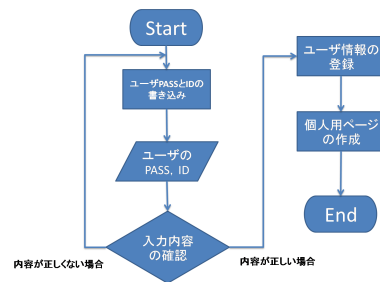 Start
ユーザPASSとIDの
書き込み
ユーザの
PASS, ID
入力内容
の確認
内容が正しくない場合
内容が正しい場合
ユーザ情報の
登録
個人用ページ
の作成
End